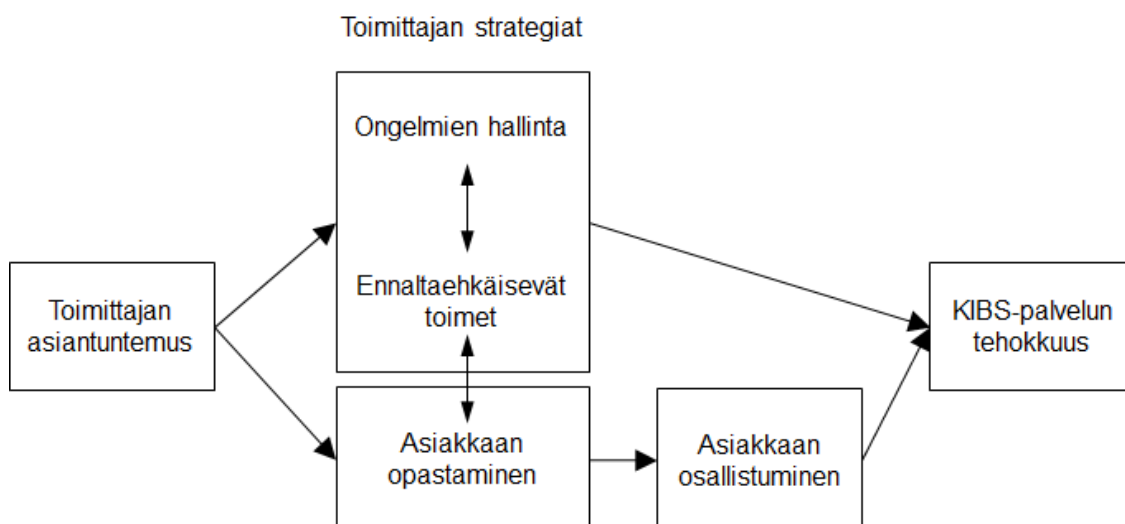 Toimittajan strategiat
Ongelmien hallinta
Ennaltaehkäisevät
toimet
Toimittajan
asiantuntemus
KIBS-palvelun
tehokkuus
Asiakkaan
opastaminen
Asiakkaan
osallistuminen